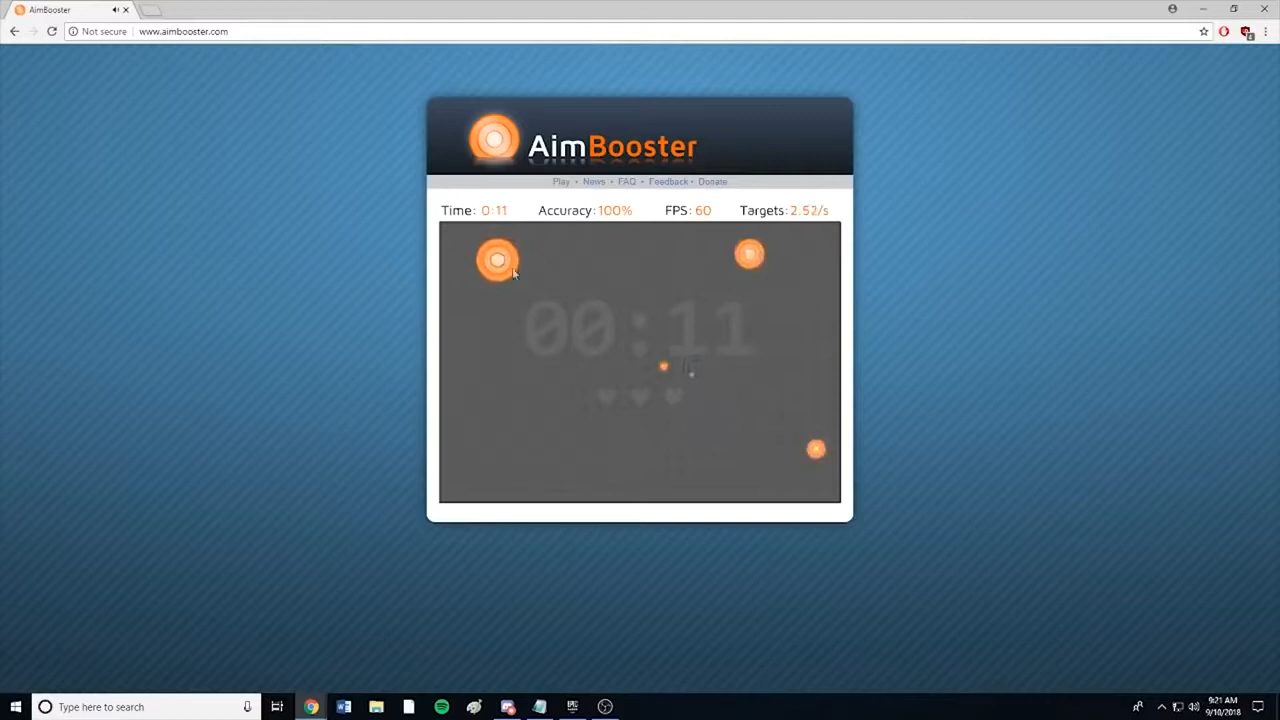 AimBooster
Not secure | www.aimbooster.com
AimBooster
Play • News • FAQ • Feedback • Donate
Time: 0:11 Accuracy: 100% FPS: 60 Targets: 2.52/s
00:11
Type here to search
9:21 AM
9/10/2018